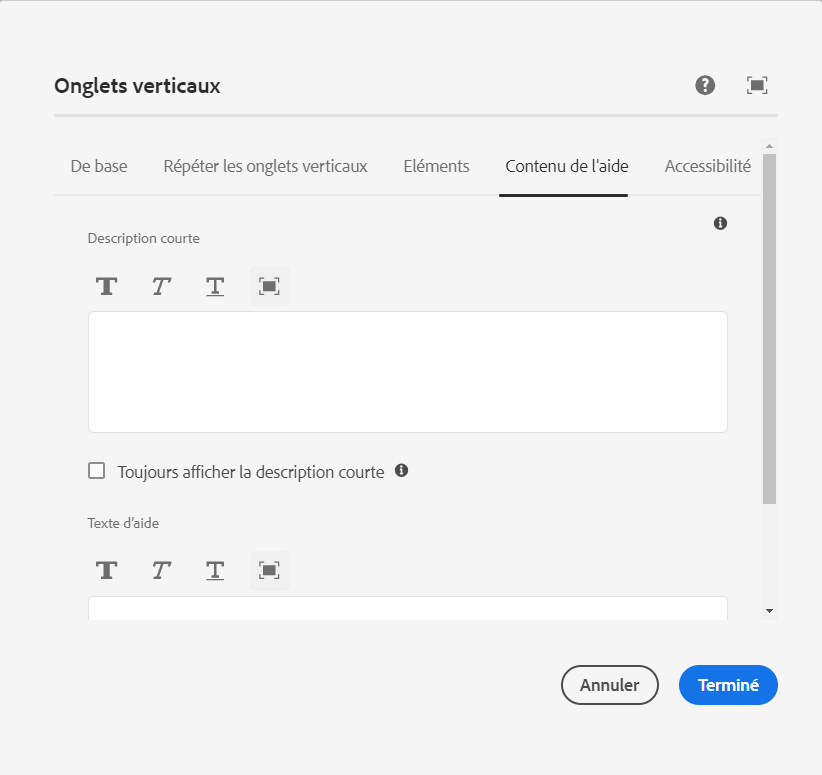 Onglets verticaux
De base Répéter les onglets verticaux Eléments Contenu de l'aide Accessibilité
Description courte
T T T
Toujours afficher la description courte
Texte d’aide
T T T
Annuler Terminé